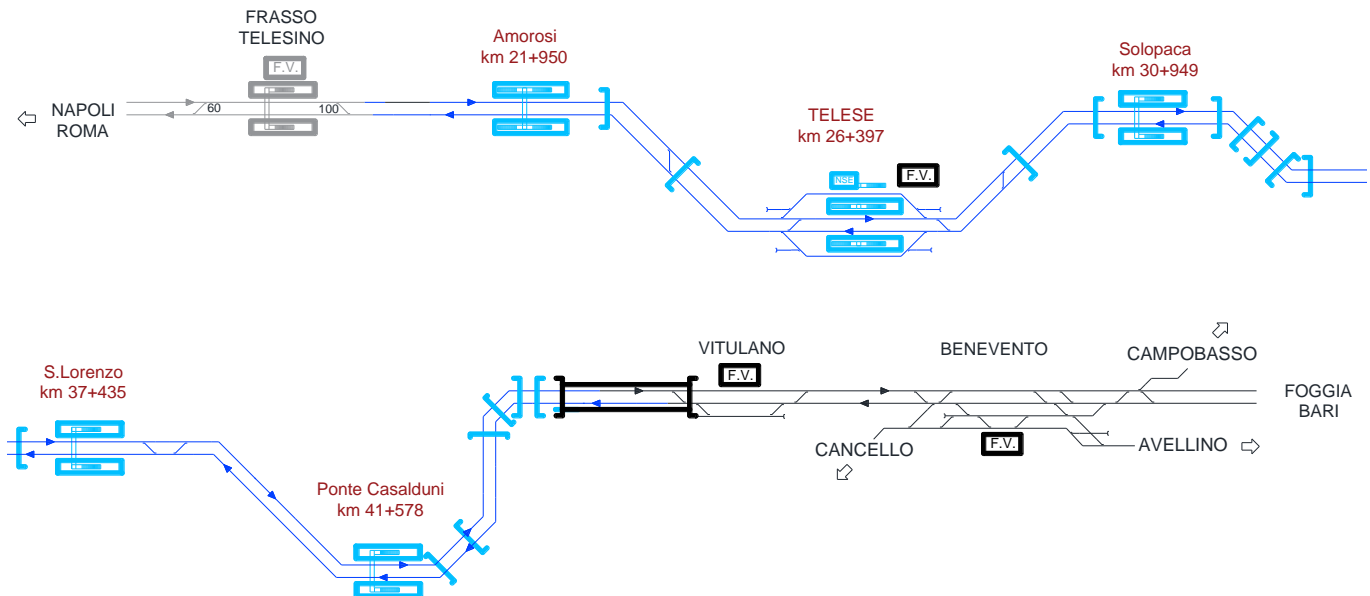 FRASSO
TELESINO
F.V.
60
100
NAPOLI
ROMA
Amorosi
km 21+950
TELESE
km 26+397
NSE
F.V.
Solopaca
km 30+949
S.Lorenzo
km 37+435
Ponte Casalduni
km 41+578
VITULANO
F.V.
BENEVENTO
CAMPOBASSO
FOGGIA
BARI
CANCELLO
F.V.
AVELLINO